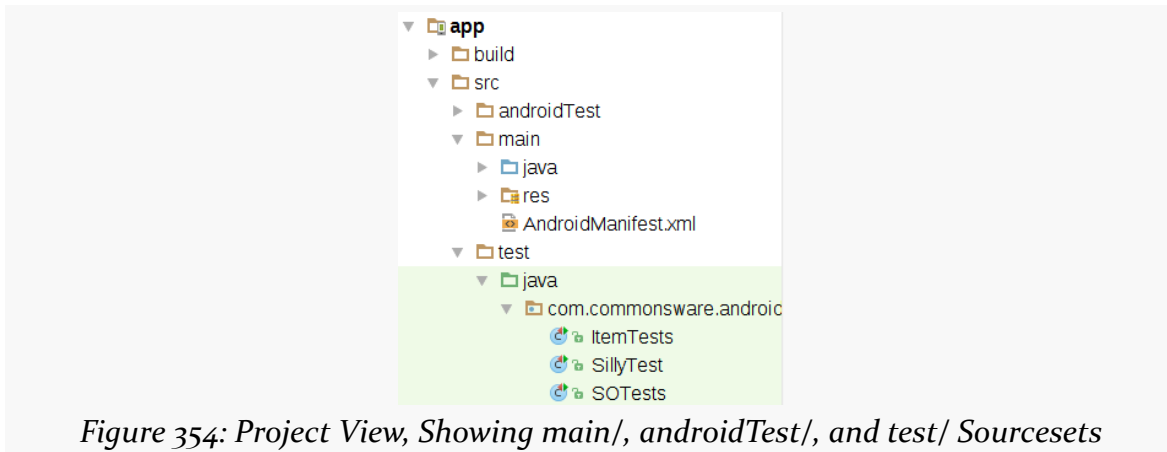 app
build
src
androidTest
main
java
res
AndroidManifest.xml
test
java
com.commonsware.android
ItemTests
SillyTest
SOTests
Figure 354: Project View, Showing main/, androidTest/, and test/ Sourcesets